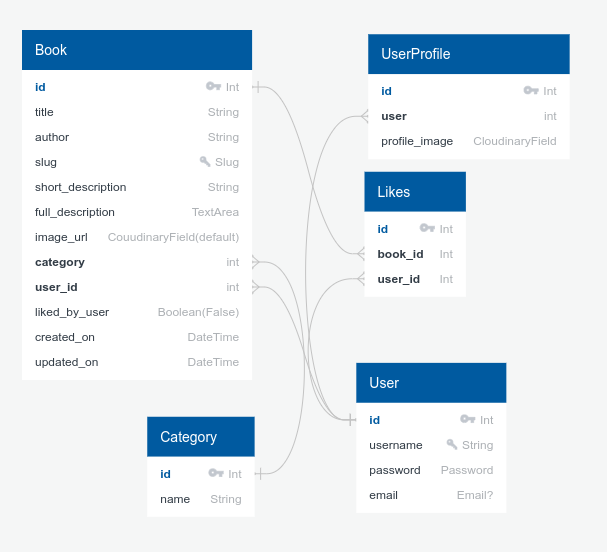 Book
id Int
title String
author String
slug Slug
short_description String
full_description TextArea
image_url CouudinaryField(default)
category int
user_id int
liked_by_user Boolean(False)
created_on DateTime
updated_on DateTime
UserProfile
id Int
user int
profile_image CloudinaryField
Likes
id Int
book_id Int
user_id Int
Category
id Int
name String
User
id Int
username String
password Password
email Email?